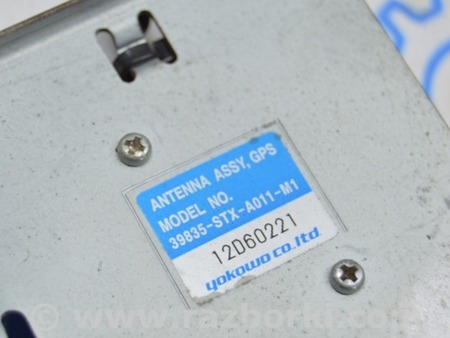 ANTENNA ASSY, GPS
MODEL NO.
39835-STX-A011-M1
12D60221
yokowo co.ltd.
www.razborki.com